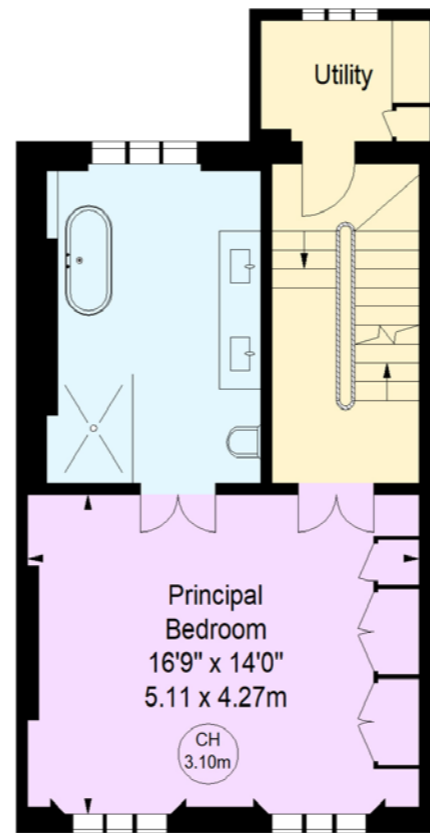 Utility
Principal
Bedroom
16'9" x 14'0"
5.11 x 4.27m
CH
3.10m